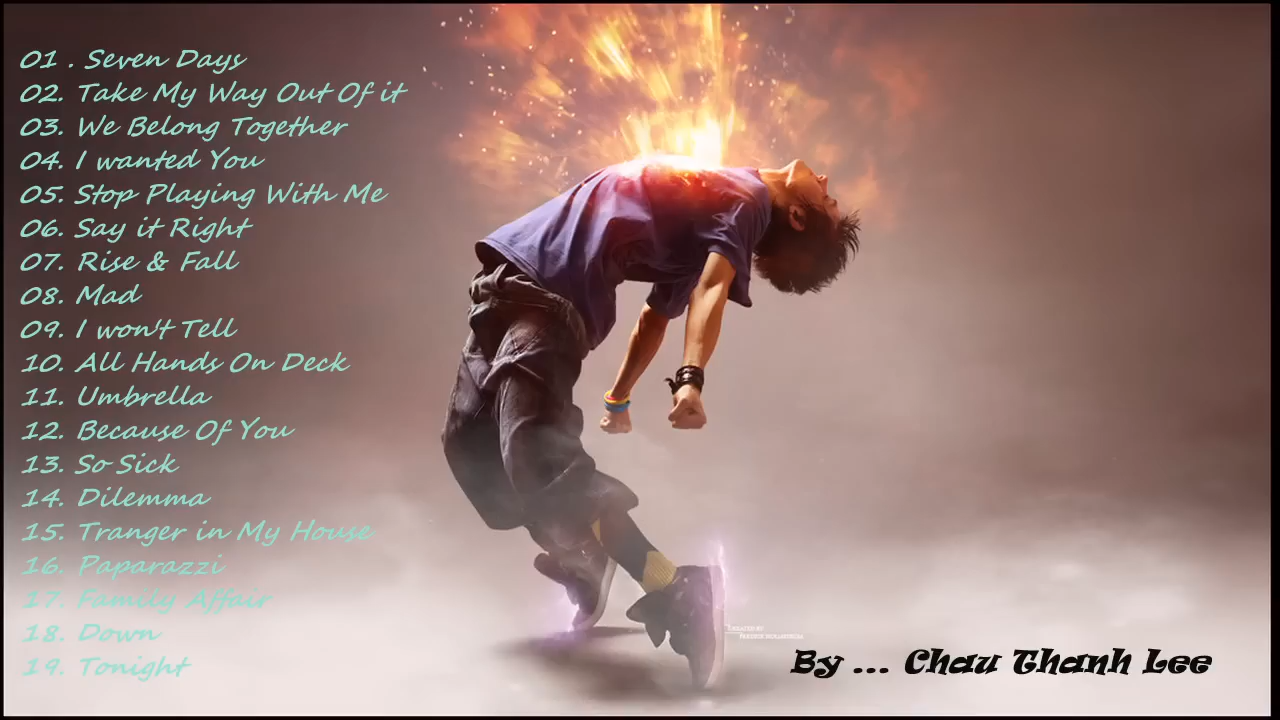 01 . Seven Days
02. Take My Way Out Of it
03. We Belong Together
04. I wanted You
05. Stop Playing With Me
06. Say it Right
07. Rise & Fall
08. Mad
09. I won't Tell
10. All Hands On Deck
11. Umbrella
12. Because Of You
13. So Sick
14. Dilemma
15. Tranger in My House
16. Paparazzi
17. Family Affair
18. Down
19. Tonight
By ... Chau Thanh Lee